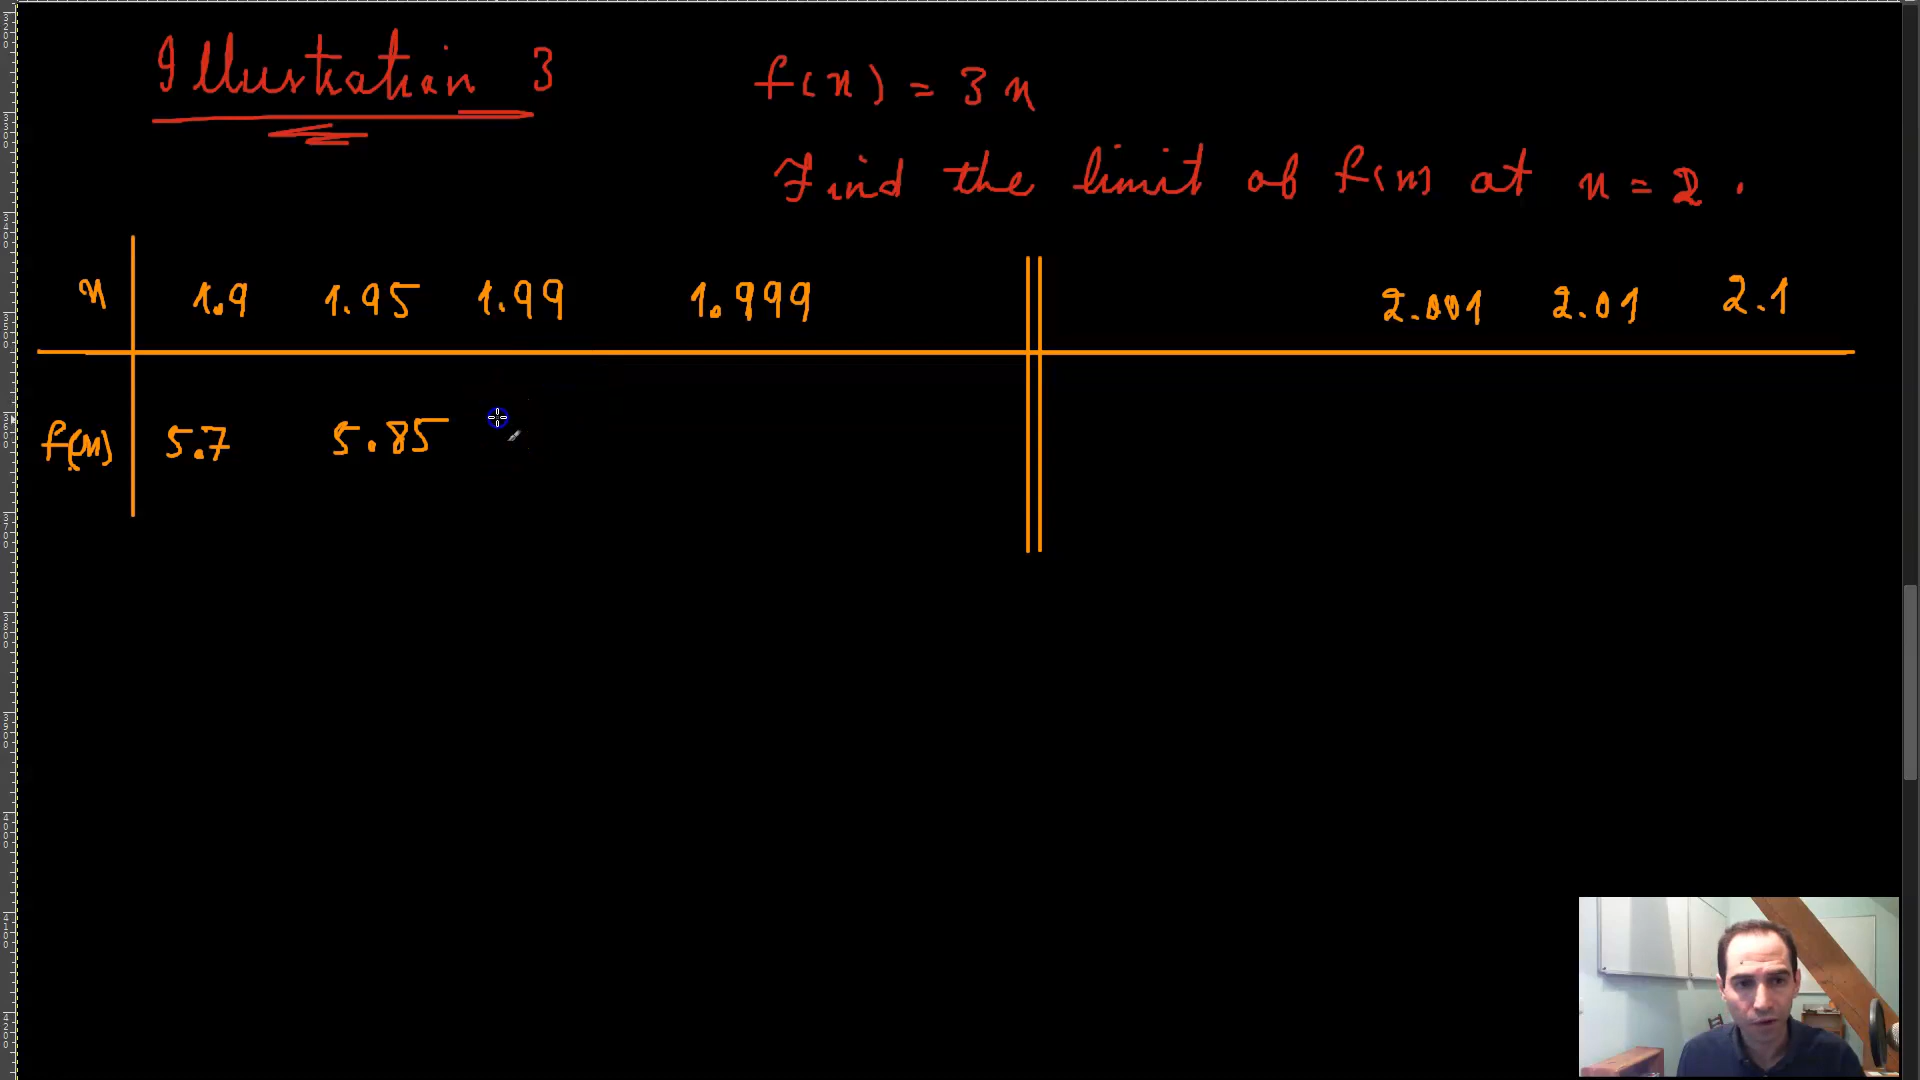 Illustration 3
f(x) = 3x
Find the limit of f(x) at x = 2.
x 1.9 1.95 1.99 1.999 2.001 2.01 2.1
f(x) 5.7 5.85